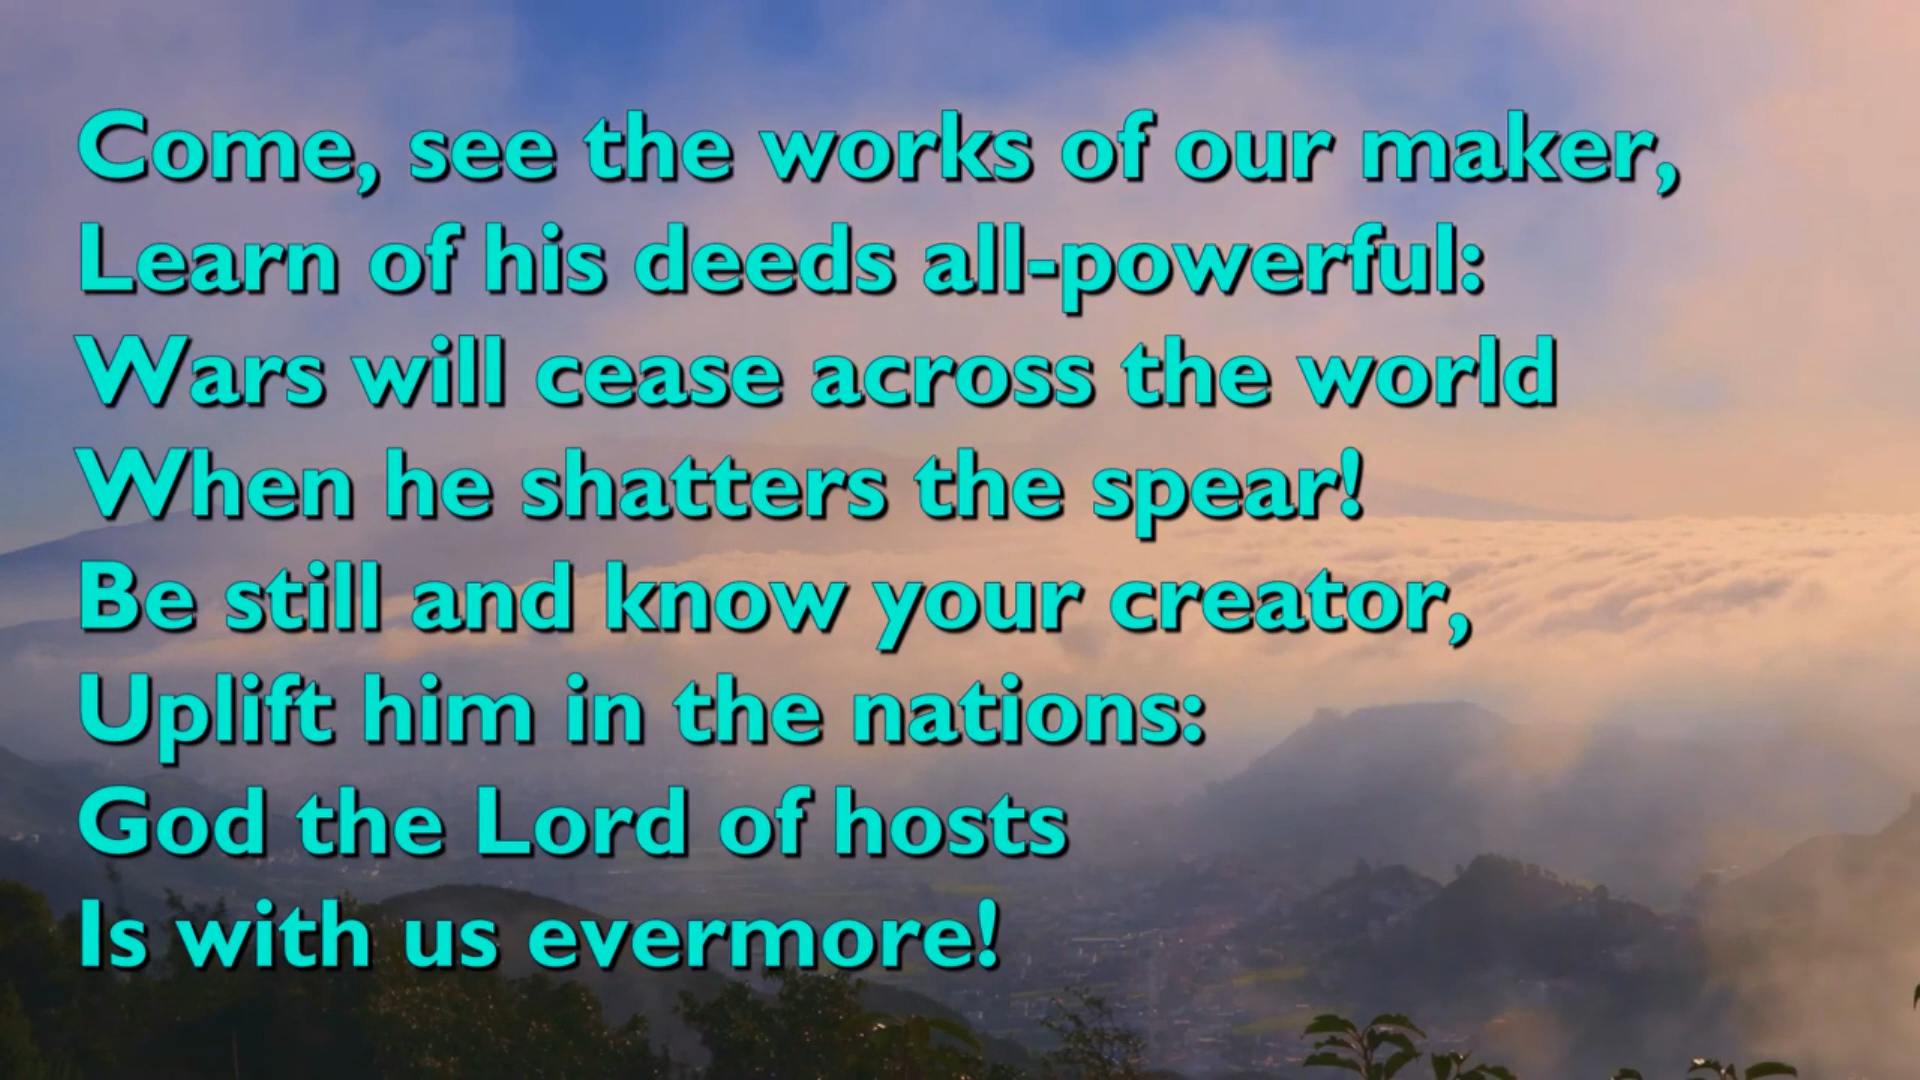 Come, see the works of our maker,
Learn of his deeds all-powerful:
Wars will cease across the world
When he shatters the spear!
Be still and know your creator,
Uplift him in the nations:
God the Lord of hosts
Is with us evermore!